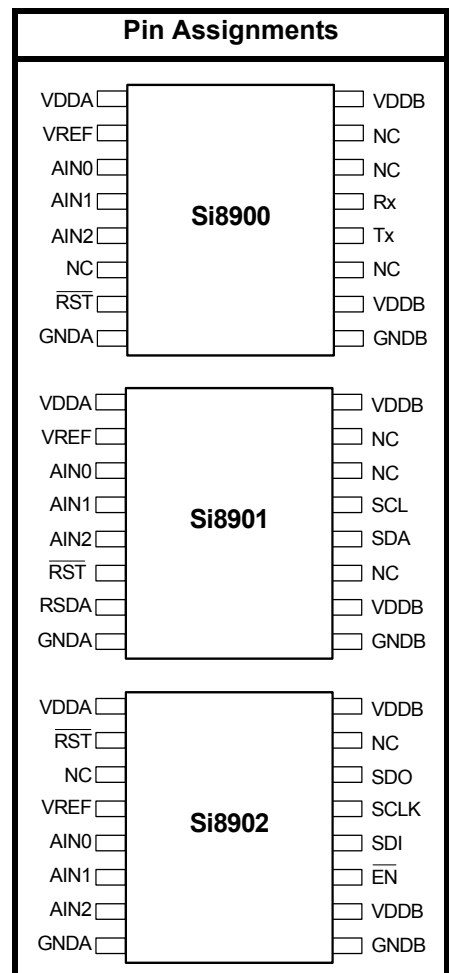 Pin Assignments
VDDA VDDB
VREF NC
AIN0 NC
AIN1 Rx
Si8900
AIN2 Tx
NC NC
RST VDDB
GNDA GNDB
VDDA VDDB
VREF NC
AIN0 NC
AIN1 SCL
Si8901
AIN2 SDA
RST NC
RSDA VDDB
GNDA GNDB
VDDA VDDB
RST NC
NC SDO
VREF SCLK
Si8902
AIN0 SDI
AIN1 EN
AIN2 VDDB
GNDA GNDB